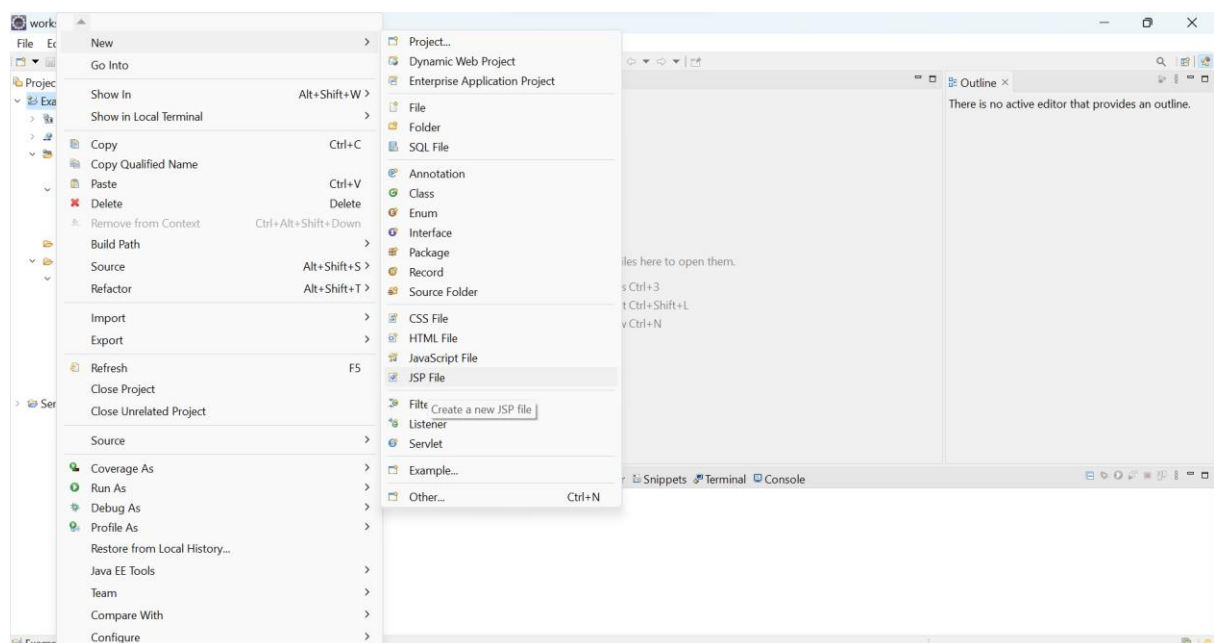 work
File Ed
Projec
Exa
Ser
New
Go Into
Show In Alt+Shift+W >
Show in Local Terminal
Copy Ctrl+C
Copy Qualified Name
Paste Ctrl+V
Delete Delete
Remove from Context Ctrl+Alt+Shift+Down
Build Path
Source Alt+Shift+S >
Refactor Alt+Shift+T >
Import
Export
Refresh F5
Close Project
Close Unrelated Project
Source
Coverage As
Run As
Debug As
Profile As
Restore from Local History...
Java EE Tools
Team
Compare With
Configure
Project...
Dynamic Web Project
Enterprise Application Project
File
Folder
SQL File
Annotation
Class
Enum
Interface
Package
Record
Source Folder
CSS File
HTML File
JavaScript File
JSP File
Filte
Create a new JSP file
Listener
Servlet
Example...
Other... Ctrl+N
iles here to open them.
s Ctrl+3
t Ctrl+Shift+L
v Ctrl+N
Outline
There is no active editor that provides an outline.
r Snippets Terminal Console